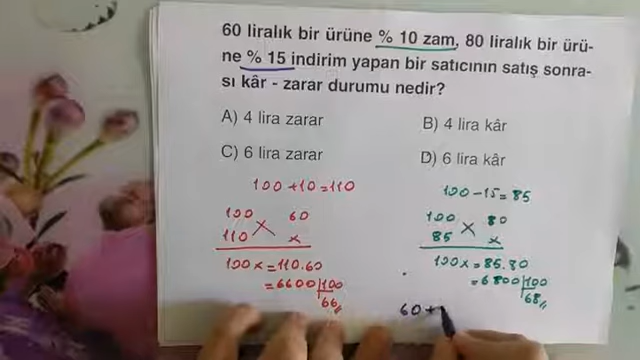 60 liralık bir ürüne % 10 zam, 80 liralık bir ürü-
ne % 15 indirim yapan bir satıcının satış sonra-
sı kâr - zarar durumu nedir?
A) 4 lira zarar
B) 4 lira kâr
C) 6 lira zarar
D) 6 lira kâr
100 + 10 = 110
100 60
110 x
100x = 110.60
= 6600 100
66
100 - 15 = 85
100 80
85 x
100x = 85.80
= 6800 100
68
60 +